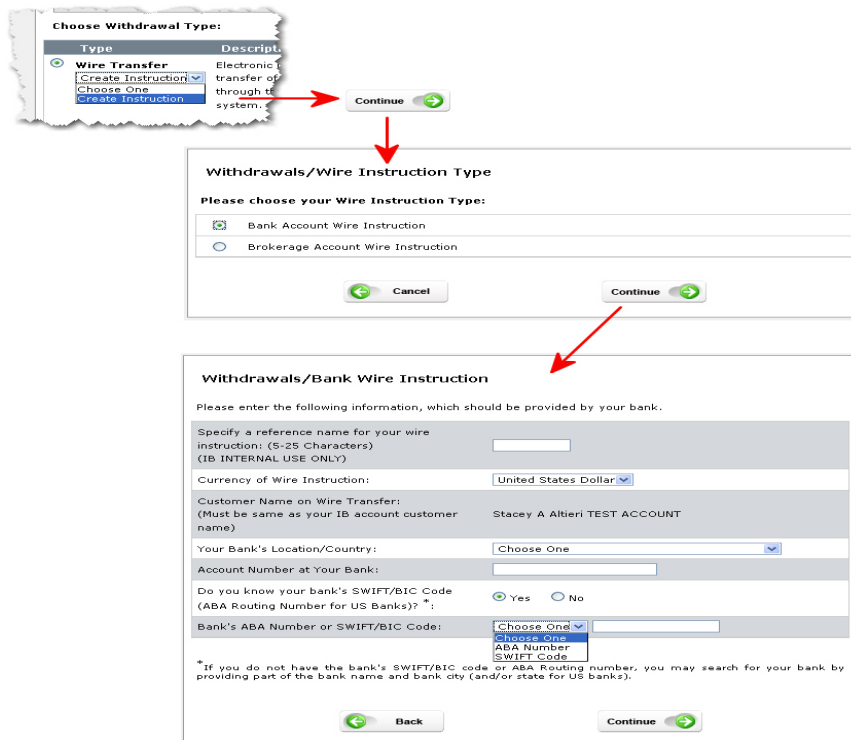 Choose Withdrawal Type:
Type Descript
Wire Transfer Electronic
Create Instruction transfer of
Choose One through
Create Instruction system.
Continue
Withdrawals/Wire Instruction Type
Please choose your Wire Instruction Type:
Bank Account Wire Instruction
Brokerage Account Wire Instruction
Cancel Continue
Withdrawals/Bank Wire Instruction
Please enter the following information, which should be provided by your bank.
Specify a reference name for your wire
instruction: (5-25 Characters)
(IB INTERNAL USE ONLY)
Currency of Wire Instruction: United States Dollar
Customer Name on Wire Transfer:
(Must be same as your IB account customer Stacey A Altieri TEST ACCOUNT
name)
Your Bank's Location/Country: Choose One
Account Number at Your Bank:
Do you know your bank's SWIFT/BIC Code
(ABA Routing Number for US Banks)? *: Yes No
Bank's ABA Number or SWIFT/BIC Code: Choose One
Choose One
ABA Number
SWIFT Code
*If you do not have the bank's SWIFT/BIC code or ABA Routing number, you may search for your bank by
providing part of the bank name and bank city (and/or state for US banks).
Back Continue